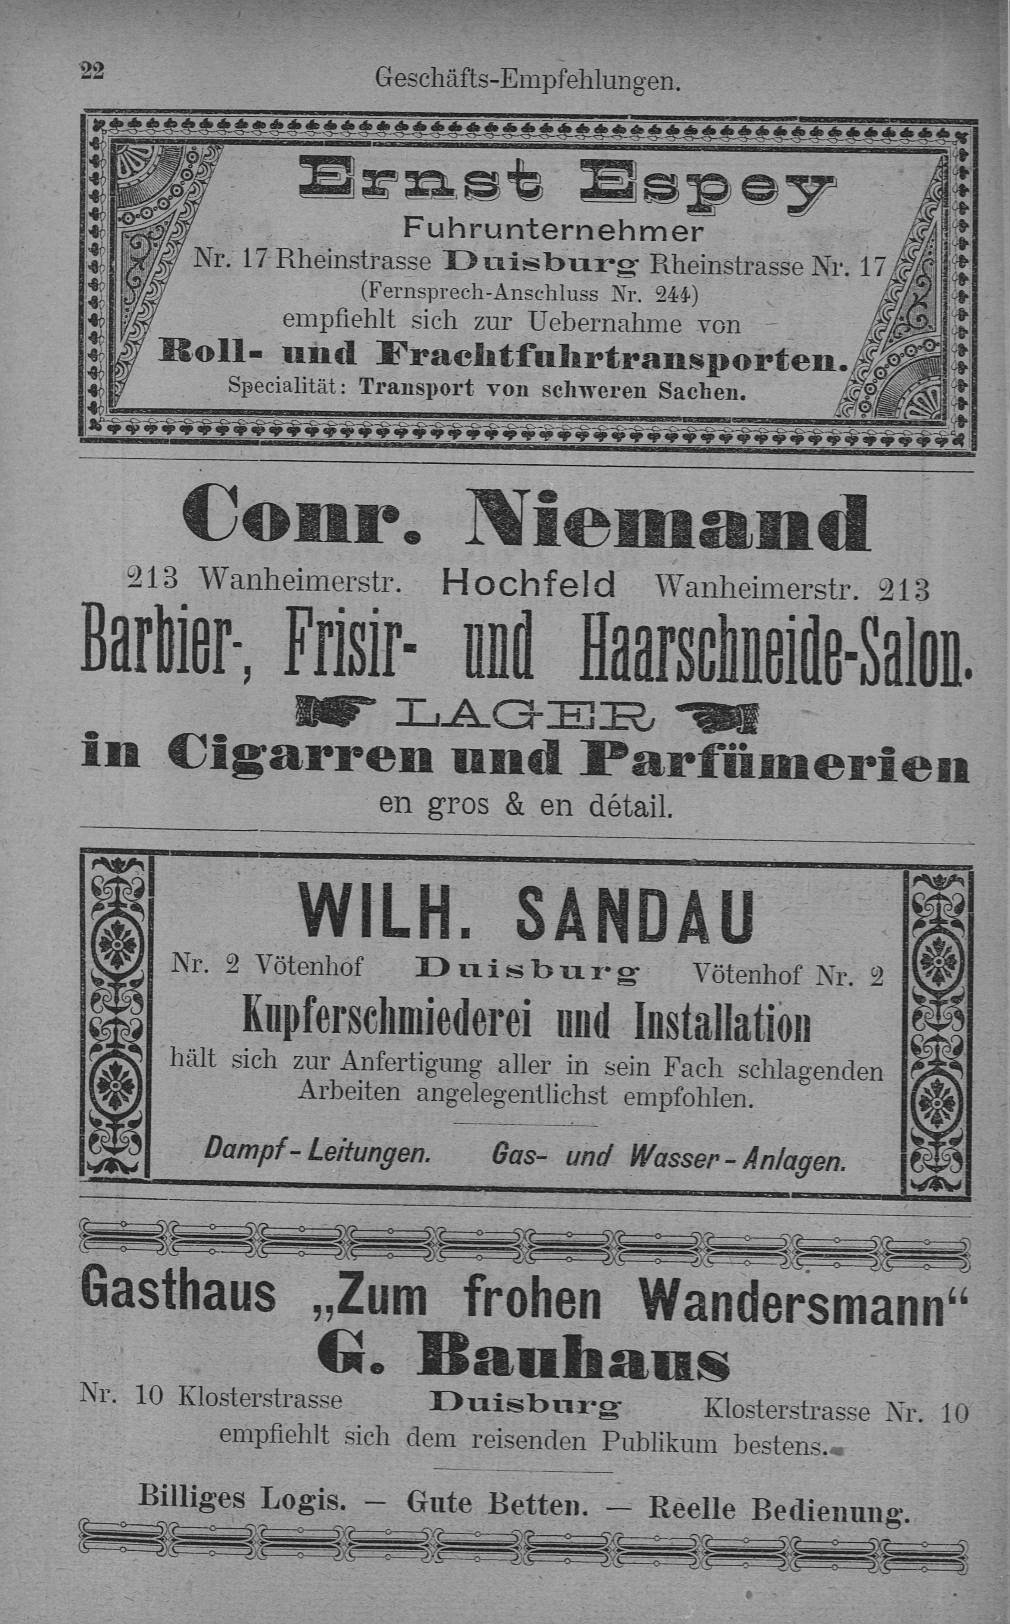 22
Geschäfts-Empfehlungen.
Ernst Espey
Fuhrunternehmer
Nr. 17 Rheinstrasse Duisburg Rheinstrasse Nr. 17
(Fernsprech-Anschluss Nr. 244)
empfiehlt sich zur Uebernahme von
Roll- und Frachtfuhrtransporten.
Specialität: Transport von schweren Sachen.
Conr. Niemand
213 Wanheimerstr. Hochfeld Wanheimerstr. 213
Barbier-, Frisir- und Haarschneide-Salon.
LAGER
in Cigarren und Parfümerien
en gros & en détail.
WILH. SANDAU
Nr. 2 Vötenhof Duisburg Vötenhof Nr. 2
Kupferschmiederei und Installation
hält sich zur Anfertigung aller in sein Fach schlagenden
Arbeiten angelegentlichst empfohlen.
Dampf-Leitungen. Gas- und Wasser-Anlagen.
Gasthaus „Zum frohen Wandersmann“
G. Bauhaus
Nr. 10 Klosterstrasse Duisburg Klosterstrasse Nr. 10
empfiehlt sich dem reisenden Publikum bestens.
Billiges Logis. — Gute Betten. — Reelle Bedienung.